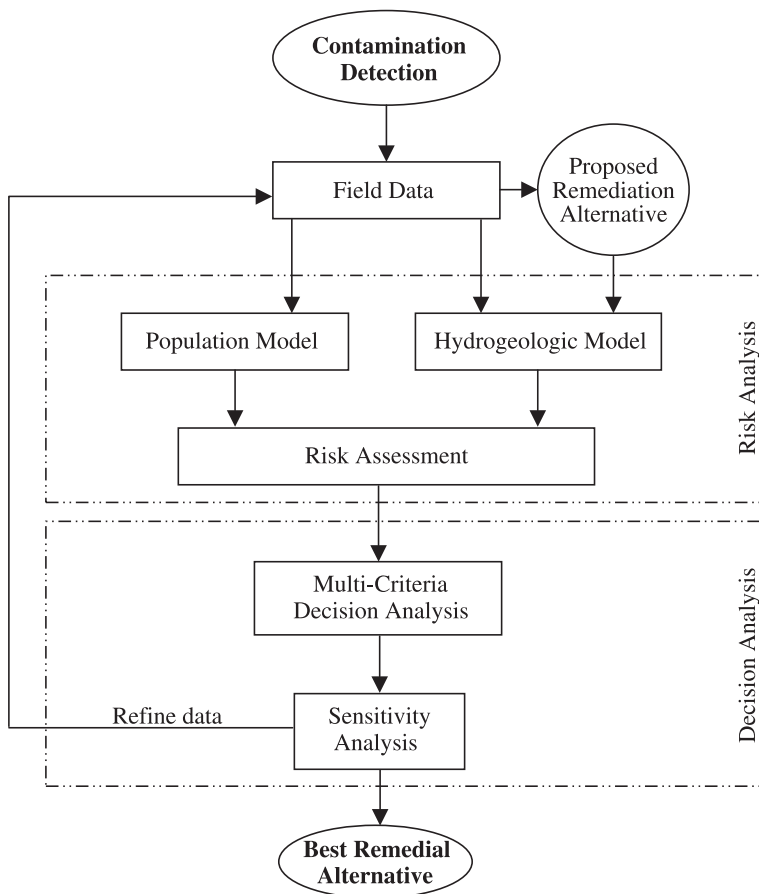 Contamination
Detection
Field Data
Proposed
Remediation
Alternative
Population Model
Hydrogeologic Model
Risk Assessment
Risk Analysis
Multi-Criteria
Decision Analysis
Refine data
Sensitivity
Analysis
Decision Analysis
Best Remedial
Alternative